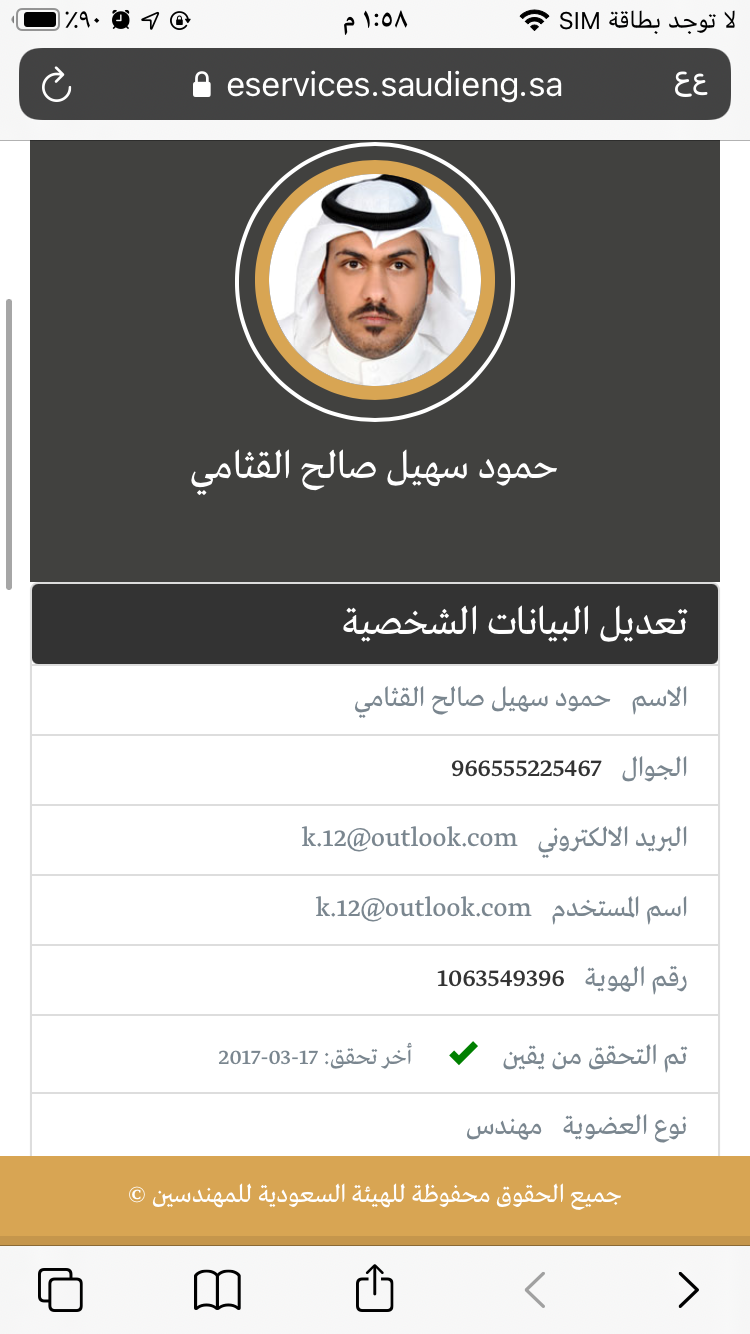 لا توجد بطاقة SIM
١:٥٨ م
٪٩٠
عع
eservices.saudieng.sa
حمود سهيل صالح القثامي
تعديل البيانات الشخصية
الاسم حمود سهيل صالح القثامي
الجوال 966555225467
البريد الالكتروني k.12@outlook.com
اسم المستخدم k.12@outlook.com
رقم الهوية 1063549396
تم التحقق من يقين أخر تحقق: 17-03-2017
نوع العضوية مهندس
جميع الحقوق محفوظة للهيئة السعودية للمهندسين ©